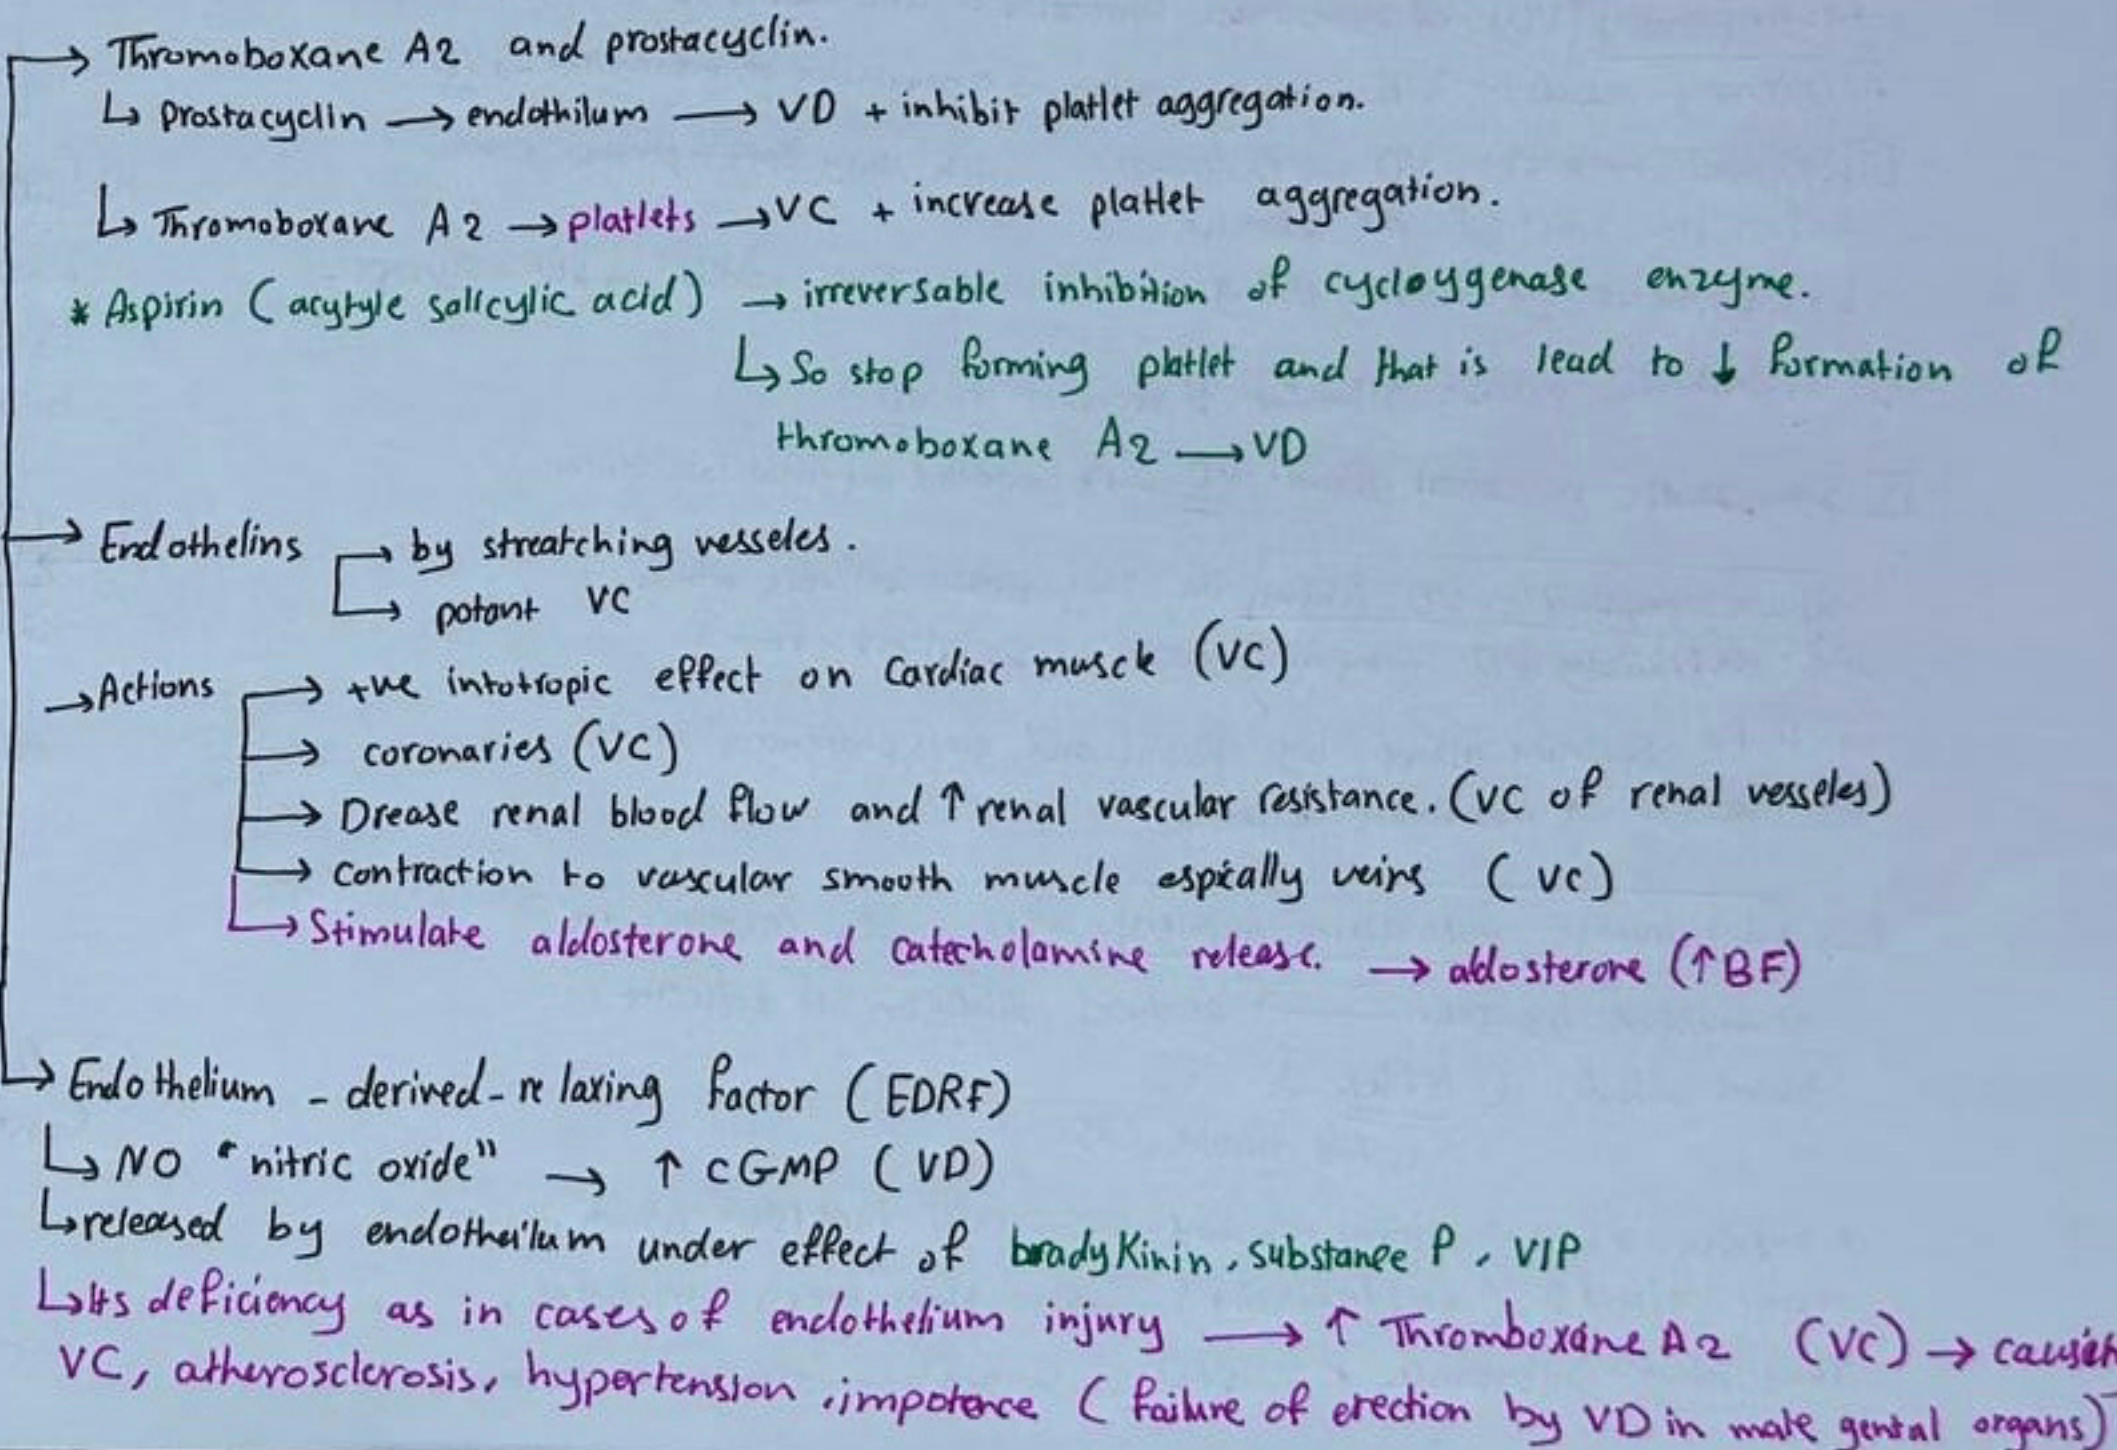 → Thromoboxane A2 and prostacyclin.
↳ prostacyclin → endothilum → VD + inhibit platlet aggregation.
↳ Thromoboxane A2 → platlets → VC + increase platlet aggregation.
* Aspirin (acytyle salicylic acid) → irreversable inhibition of cycloygenase enzyme.
↳ So stop forming platlet and that is lead to ↓ formation of
thromoboxane A2 → VD
→ Endothelins → by streatching vesseles.
→ potant VC
→ Actions → +ve intotropic effect on Cardiac muscle (VC)
→ coronaries (VC)
→ Drease renal blood flow and ↑ renal vascular resistance. (VC of renal vesseles)
→ contraction to vascular smooth muscle espically veins (VC)
→ Stimulate aldosterone and catecholamine release. → aldosterone (↑BF)
→ Endothelium - derived - relaxing factor (EDRF)
↳ NO "nitric oxide" → ↑ cGMP (VD)
↳ released by endotheilum under effect of bradykinin, substance P, VIP
↳ Its deficiency as in cases of endothelium injury → ↑ Thromboxane A2 (VC) →
VC, atherosclerosis, hypertension, impotence (failure of erection by VD in male gental organs)